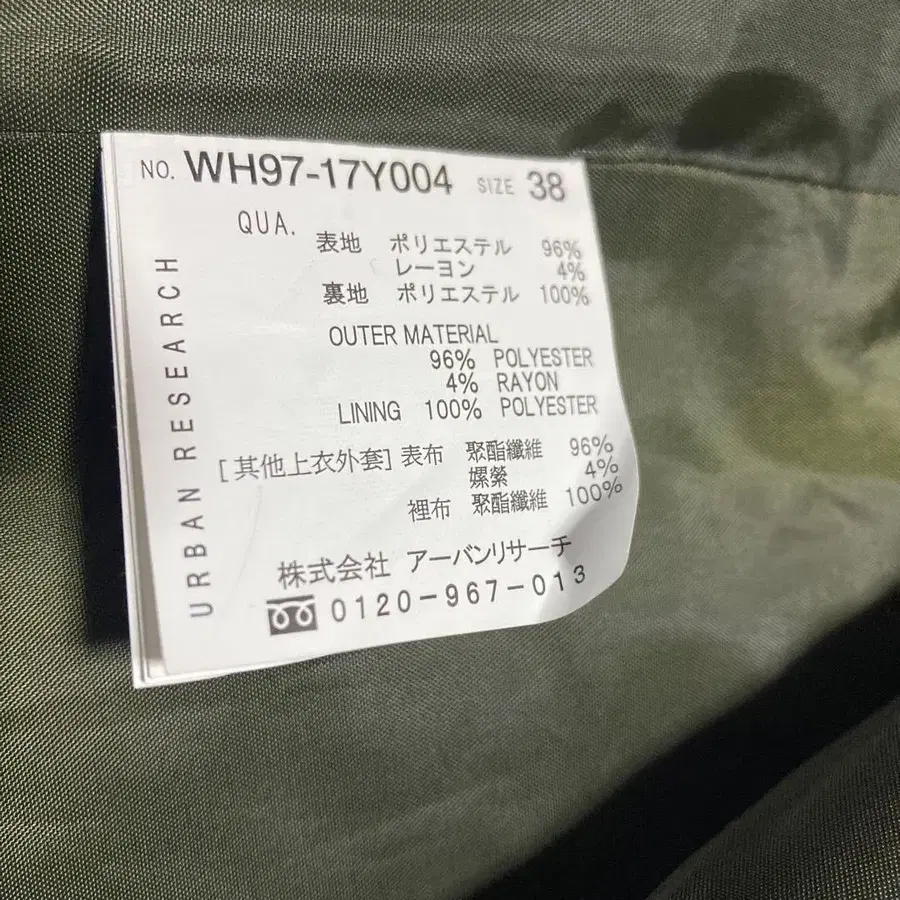 NO. WH97-17Y004 SIZE 38
QUA. 表地 ポリエステル 96%
レーヨン 4%
裏地 ポリエステル 100%
OUTER MATERIAL
96% POLYESTER
4% RAYON
LINING 100% POLYESTER
[其他上衣外套] 表布 聚酯纖維 96%
嫘縈 4%
裡布 聚酯纖維 100%
株式会社 アーバンリサーチ
0120-967-013
URBAN RESEARCH